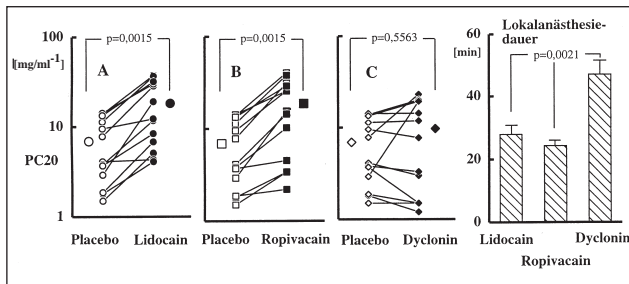 100
l[mg/ml⁻¹]
10
PC20
1
p=0,0015
A
Placebo Lidocain
p=0,0015
B
Placebo Ropivacain
p=0,5563
C
Placebo Dyclonin
Lokalanästhesie-
dauer
[min]
60
40
20
0
p=0,0021
Lidocain
Dyclonin
Ropivacain